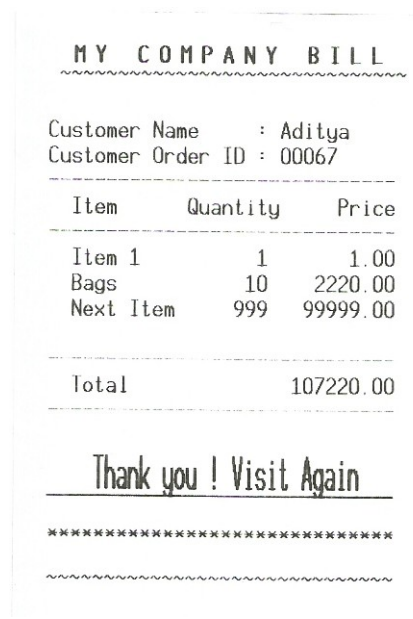 MY COMPANY BILL
Customer Name : Aditya
Customer Order ID : 00067
Item Quantity Price
Item 1 1 1.00
Bags 10 2220.00
Next Item 999 99999.00
Total 107220.00
Thank you ! Visit Again
******************************